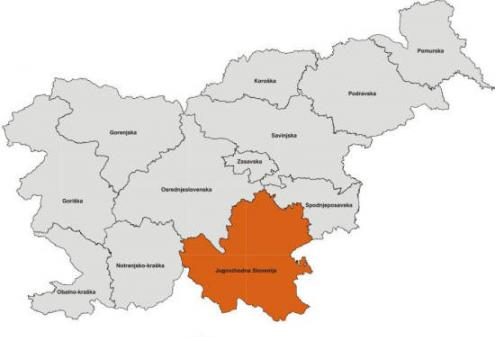 Pomurska
Koroška
Podravska
Gorenjska
Savinjska
Zasavska
Osrednjeslovenska
Goriška
Spodnjeposavska
Notranjsko-kraška
Jugovzhodna Slovenija
Obalno-kraška